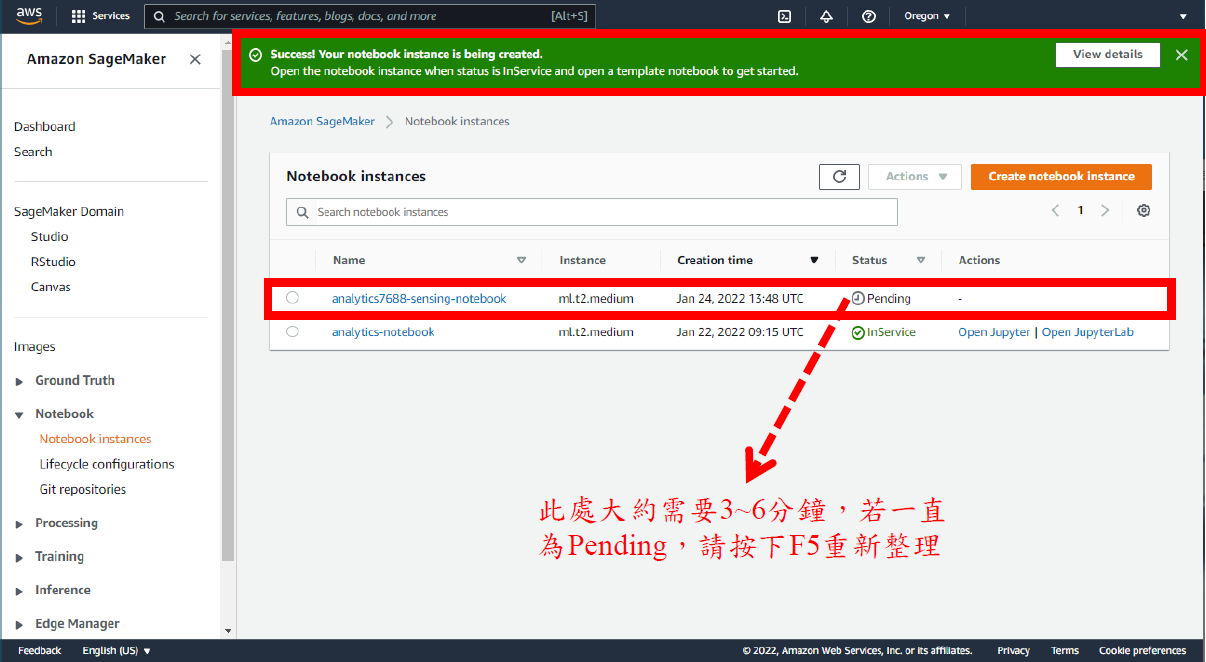 aws
Services
Search for services, features, blogs, docs, and more
[Alt+S]
Oregon
Amazon SageMaker
Success! Your notebook instance is being created.
Open the notebook instance when status is InService and open a template notebook to get started.
View details
Dashboard
Search
SageMaker Domain
Studio
RStudio
Canvas
Images
Ground Truth
Notebook
Notebook instances
Lifecycle configurations
Git repositories
Processing
Training
Inference
Edge Manager
Amazon SageMaker
Notebook instances
Notebook instances
Actions
Create notebook instance
Search notebook instances
1
Name Instance Creation time Status Actions
analytics7688-sensing-notebook ml.t2.medium Jan 24, 2022 13:48 UTC Pending -
analytics-notebook ml.t2.medium Jan 22, 2022 09:15 UTC InService Open Jupyter | Open JupyterLab
此處大約需要3~6分鐘，若一直
為Pending，請按下F5重新整理
Feedback English (US) © 2022, Amazon Web Services, Inc. or its affiliates. Privacy Terms Cookie preferences